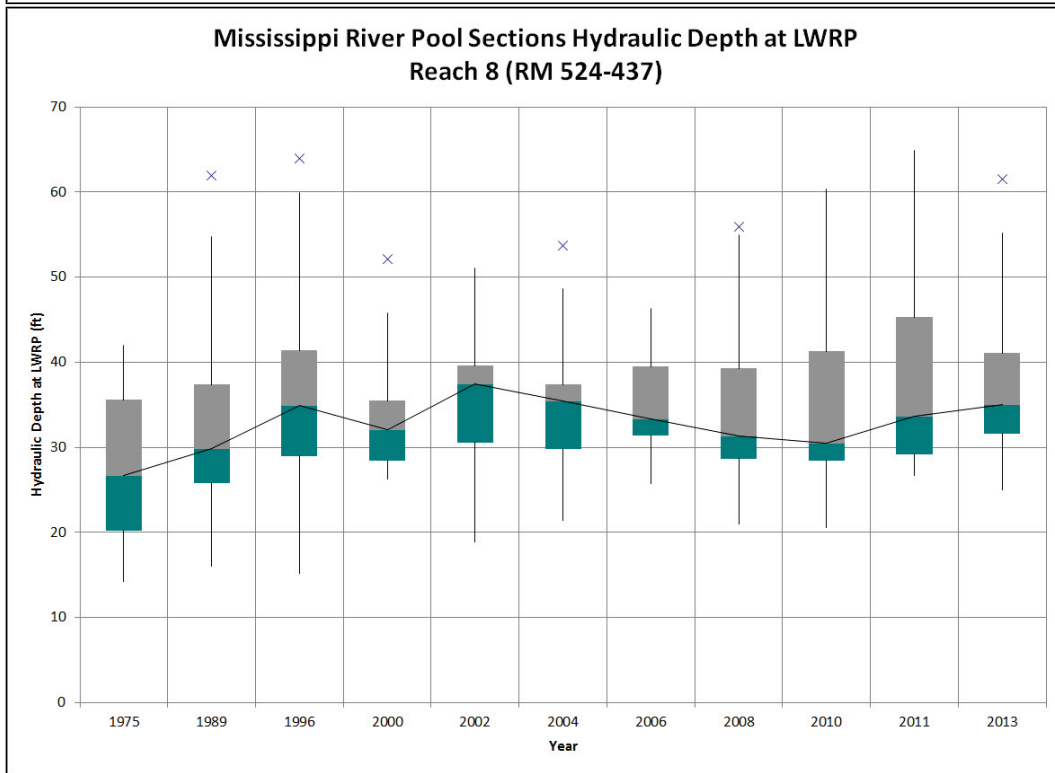 Mississippi River Pool Sections Hydraulic Depth at LWRP
Reach 8 (RM 524-437)
70
60
50
40
30
20
10
0
Hydraulic Depth at LWRP (ft)
1975 1989 1996 2000 2002 2004 2006 2008 2010 2011 2013
Year